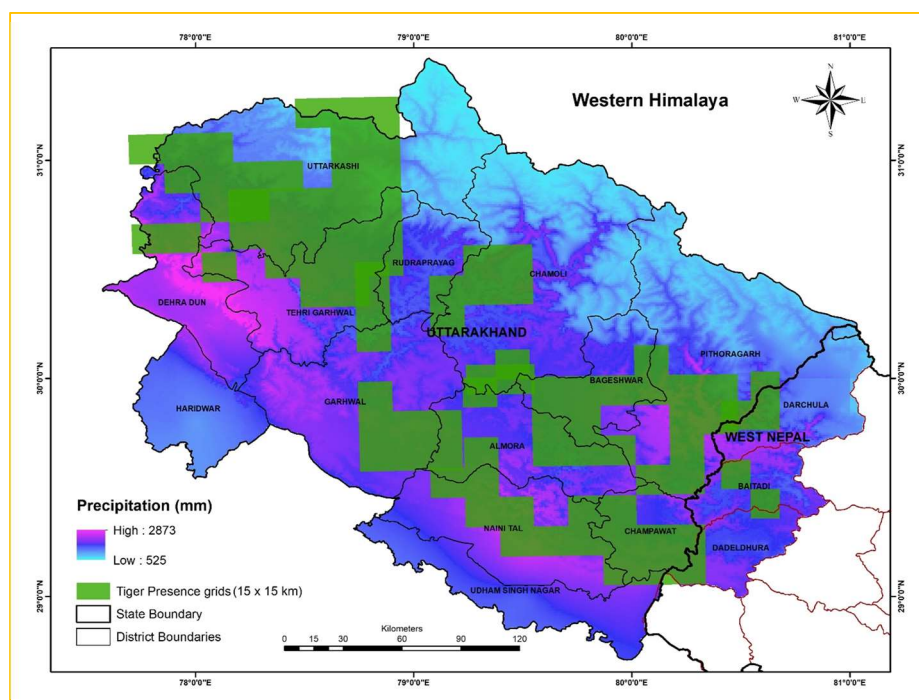 78°0'0"E 79°0'0"E 80°0'0"E 81°0'0"E
Western Himalaya
N
W E
S
31°0'0"N 31°0'0"N
UTTARKASHI
RUDRAPRAYAG
CHAMOLI
DEHRA DUN
TEHRI GARHWAL
UTTARAKHAND
PITHORAGARH
30°0'0"N 30°0'0"N
BAGESHWAR
HARIDWAR
GARHWAL
DARCHULA
WEST NEPAL
ALMORA
BAITADI
Precipitation (mm)
High : 2873
Low : 525
NAINI TAL
CHAMPAWAT
DADELDHURA
Tiger Presence grids (15 x 15 km)
UDHAM SINGH NAGAR
29°0'0"N 29°0'0"N
State Boundary
District Boundaries
Kilometers
0 15 30 60 90 120
78°0'0"E 79°0'0"E 80°0'0"E 81°0'0"E